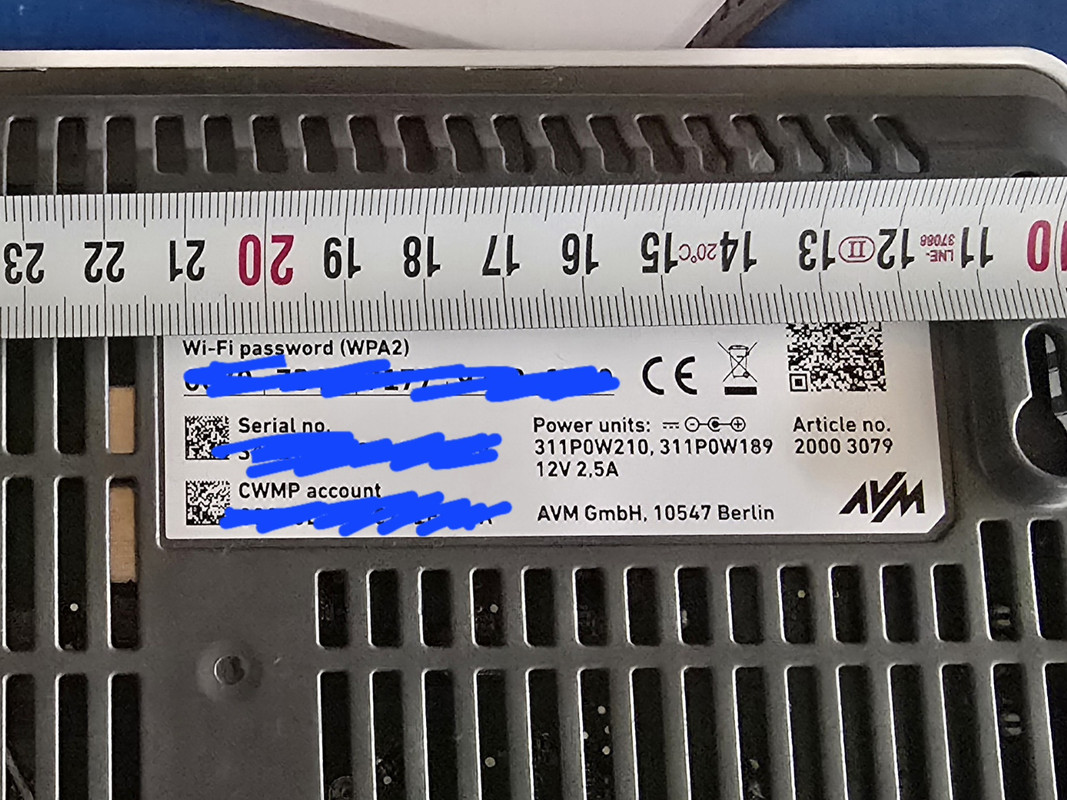 23 22 21 20 19 18 17 16 15 20°C 14 13 II 12 LNE-37088 11 10
Wi-Fi password (WPA2)
CE
Serial no.
Power units:
311P0W210, 311P0W189
12V 2,5A
Article no.
2000 3079
CWMP account
AVM GmbH, 10547 Berlin
AVM